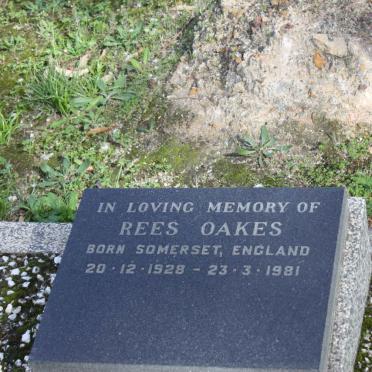 IN LOVING MEMORY OF
REES OAKES
BORN SOMERSET, ENGLAND
20·12·1928 - 23·3·1981